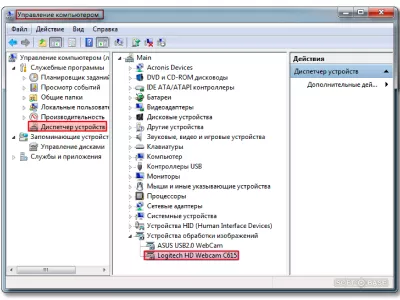 Управление компьютером
Файл Действие Вид Справка
Управление компьютером (л
Служебные программы
Планировщик заданий
Просмотр событий
Общие папки
Локальные пользовате
Производительность
Диспетчер устройств
Запоминающие устройст
Управление дисками
Службы и приложения
Main
Acronis Devices
DVD и CD-ROM дисководы
IDE ATA/ATAPI контроллеры
Батареи
Видеоадаптеры
Дисковые устройства
Другие устройства
Звуковые, видео и игровые устройства
Клавиатуры
Компьютер
Контроллеры USB
Мониторы
Мыши и иные указывающие устройства
Процессоры
Сетевые адаптеры
Системные устройства
Устройства HID (Human Interface Devices)
Устройства обработки изображений
ASUS USB2.0 WebCam
Logitech HD Webcam C615
Действия
Диспетчер устройств
Дополнительные дей...